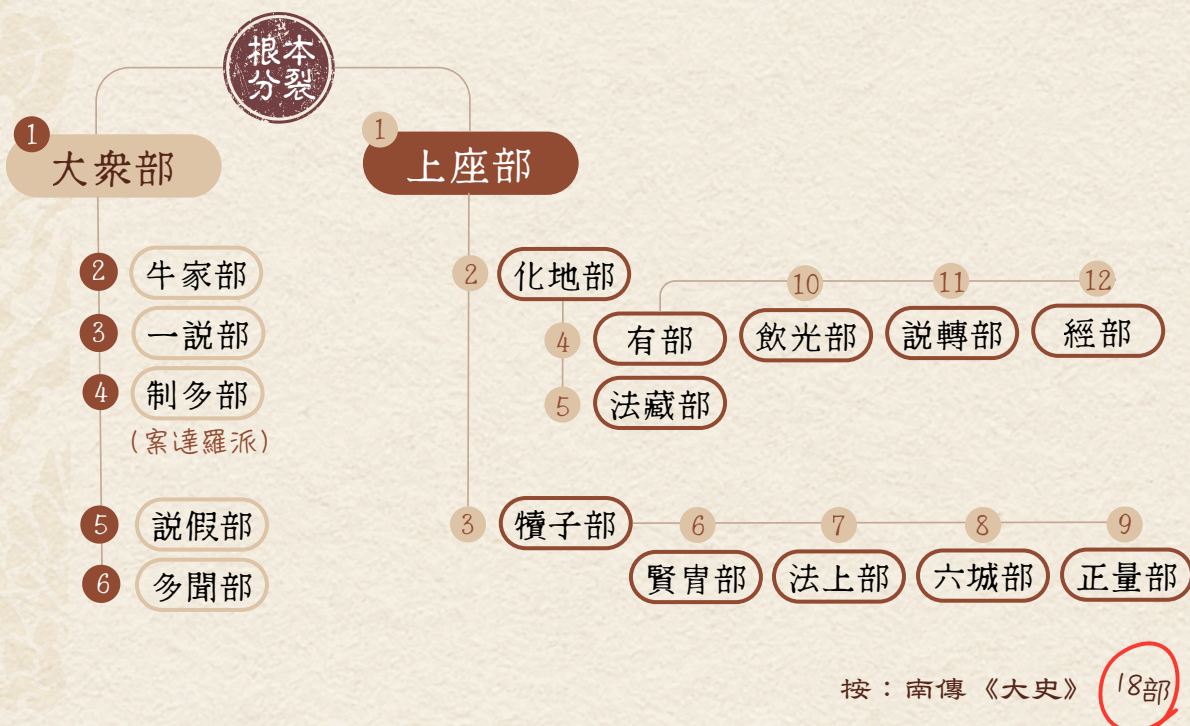 根本
分裂
1
大衆部
1
上座部
2
牛家部
3
一説部
4
制多部
(案達羅派)
5
説假部
6
多聞部
2
化地部
10
11
12
4
有部
飲光部
説轉部
經部
5
法藏部
3
犢子部
6
7
8
9
賢胄部
法上部
六城部
正量部
按：南傳《大史》
18部